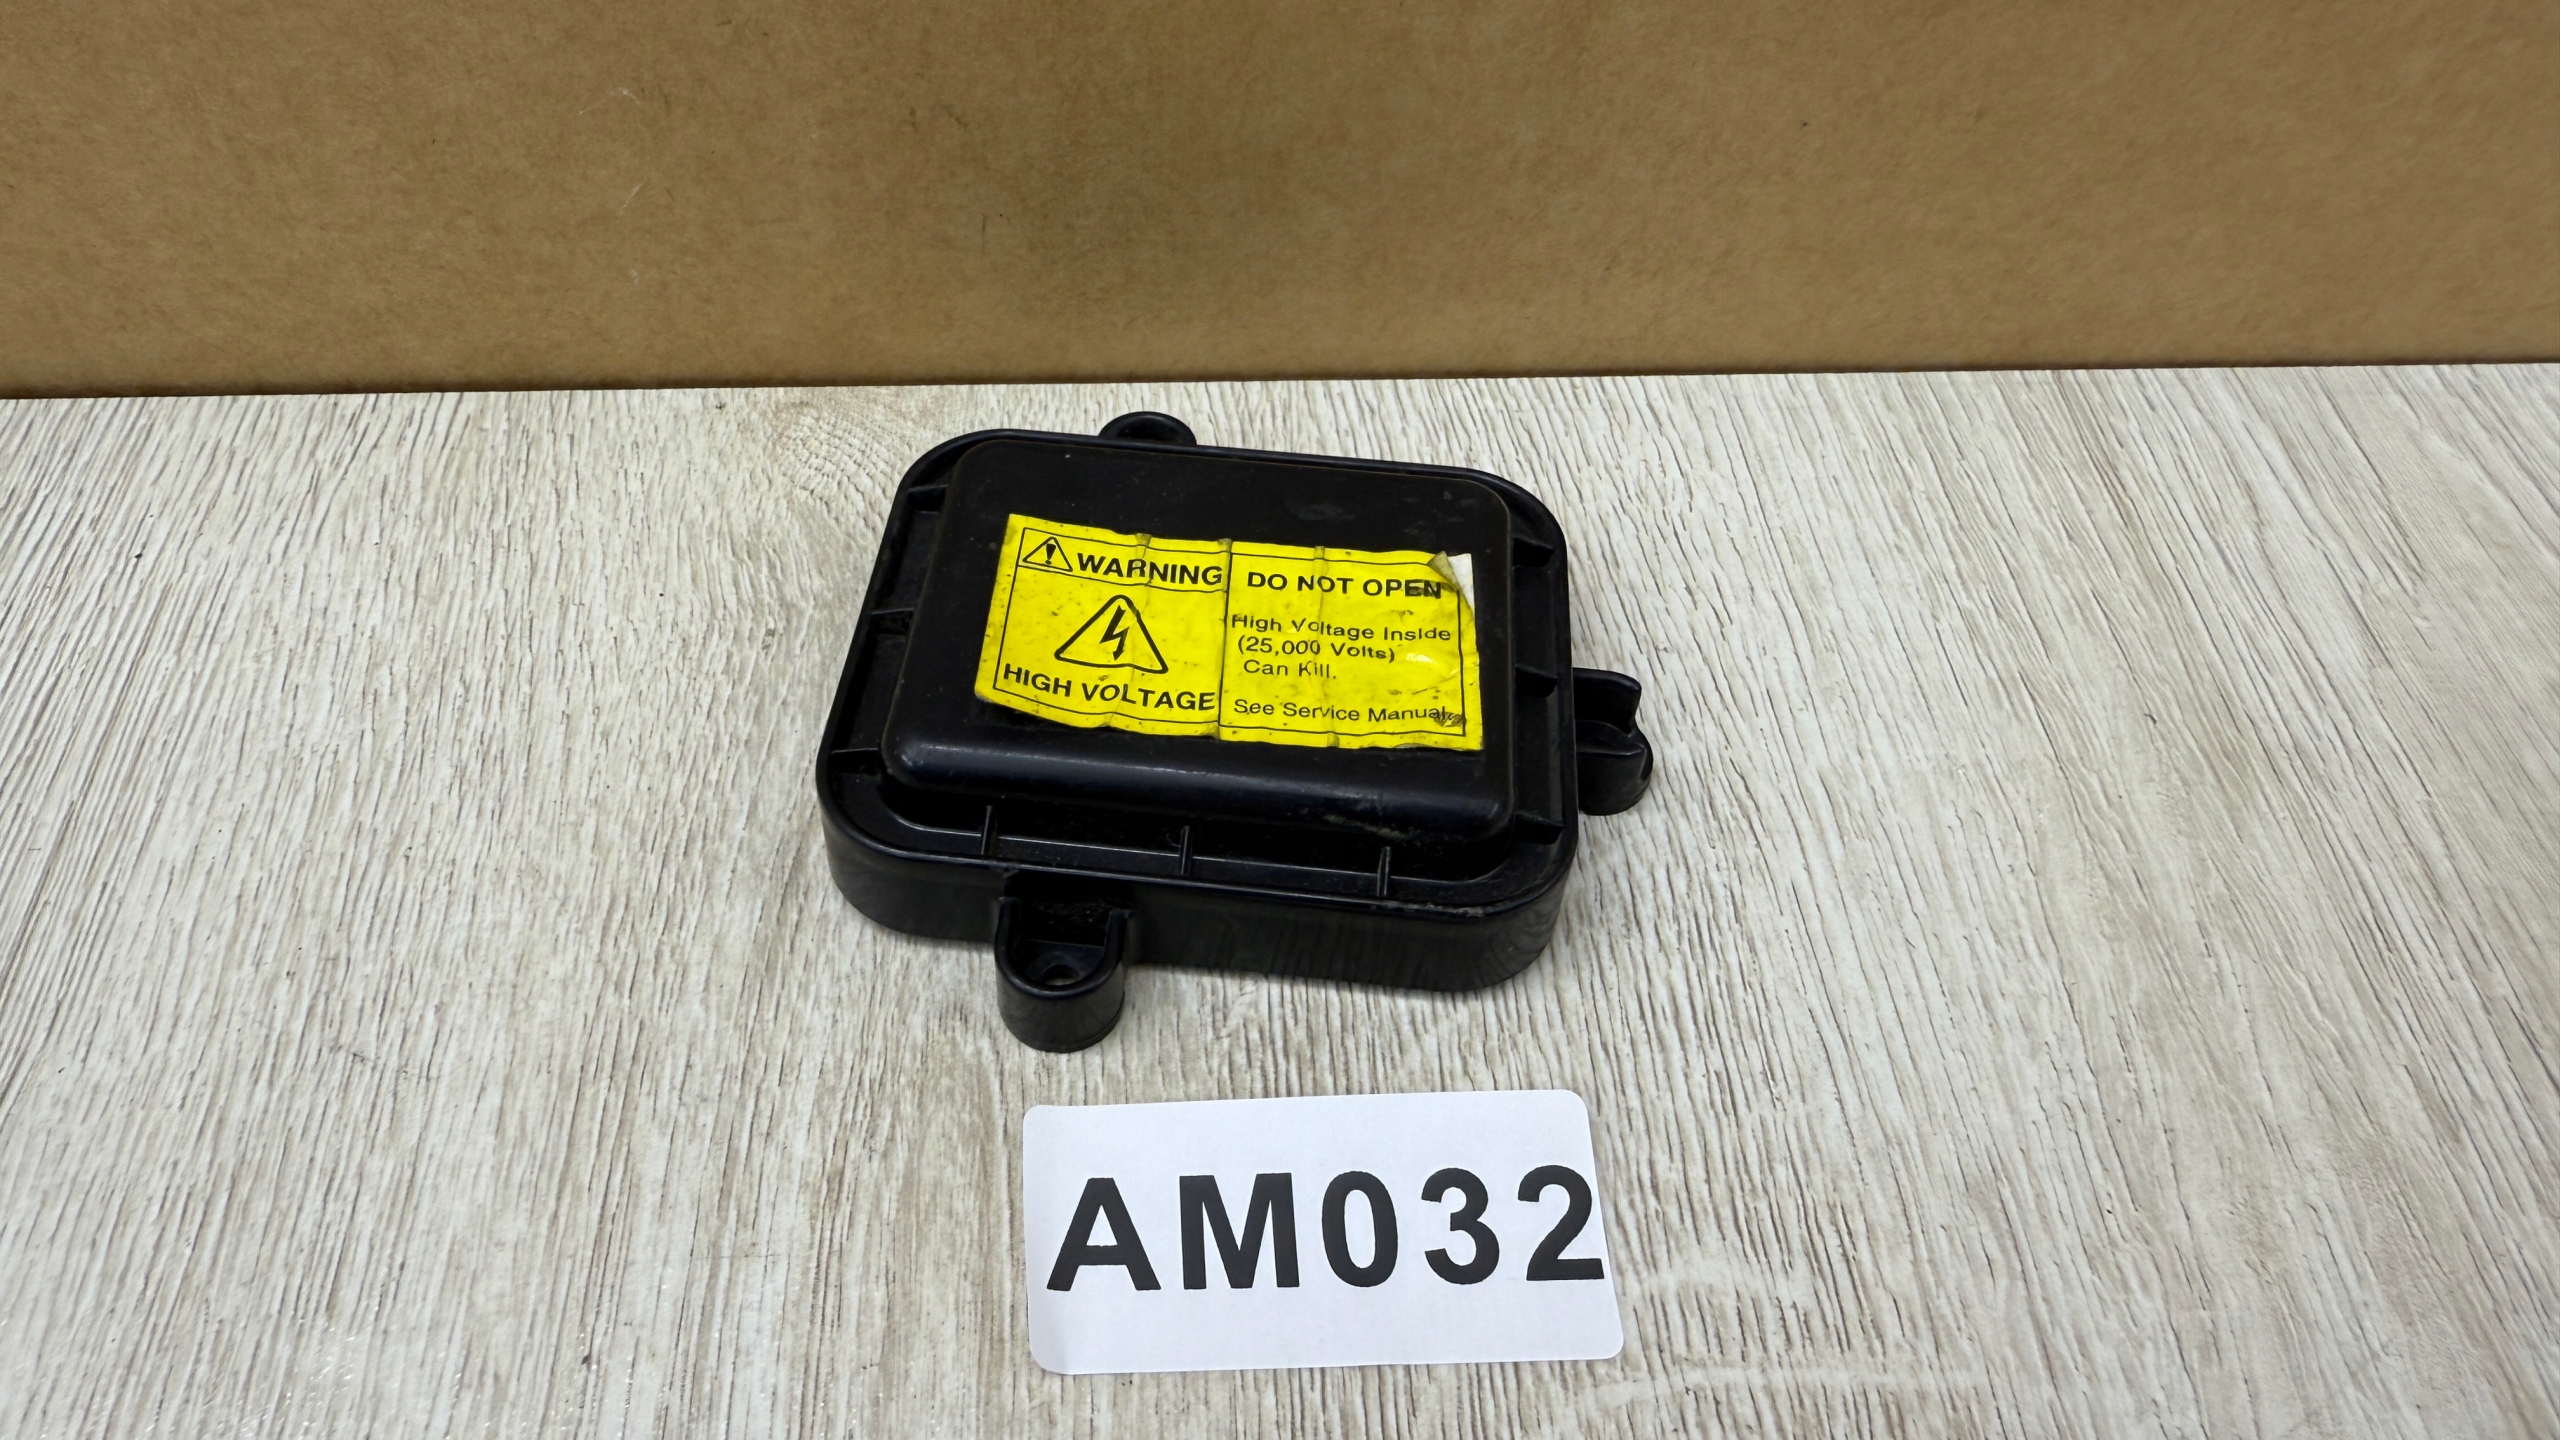 WARNING
HIGH VOLTAGE
DO NOT OPEN
High Voltage Inside
(25,000 Volts)
Can Kill.
See Service Manual.
AM032